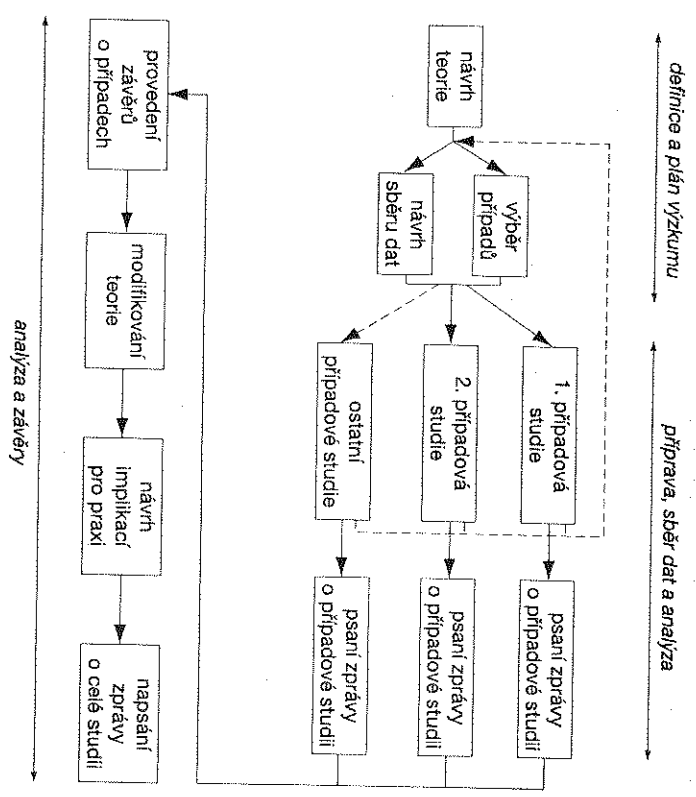 definice a plán výzkumu
příprava, sběr dat a analýza
návrh
teorie
výběr
případů
návrh
sběru dat
1. případová
studie
2. případová
studie
ostatní
případové studie
psaní zprávy
o případové studii
psaní zprávy
o případové studii
psaní zprávy
o případové studii
provedení
závěrů
o případech
modifikování
teorie
návrh
implikací
pro praxi
napsání
zprávy
o celé studii
analýza a závěry